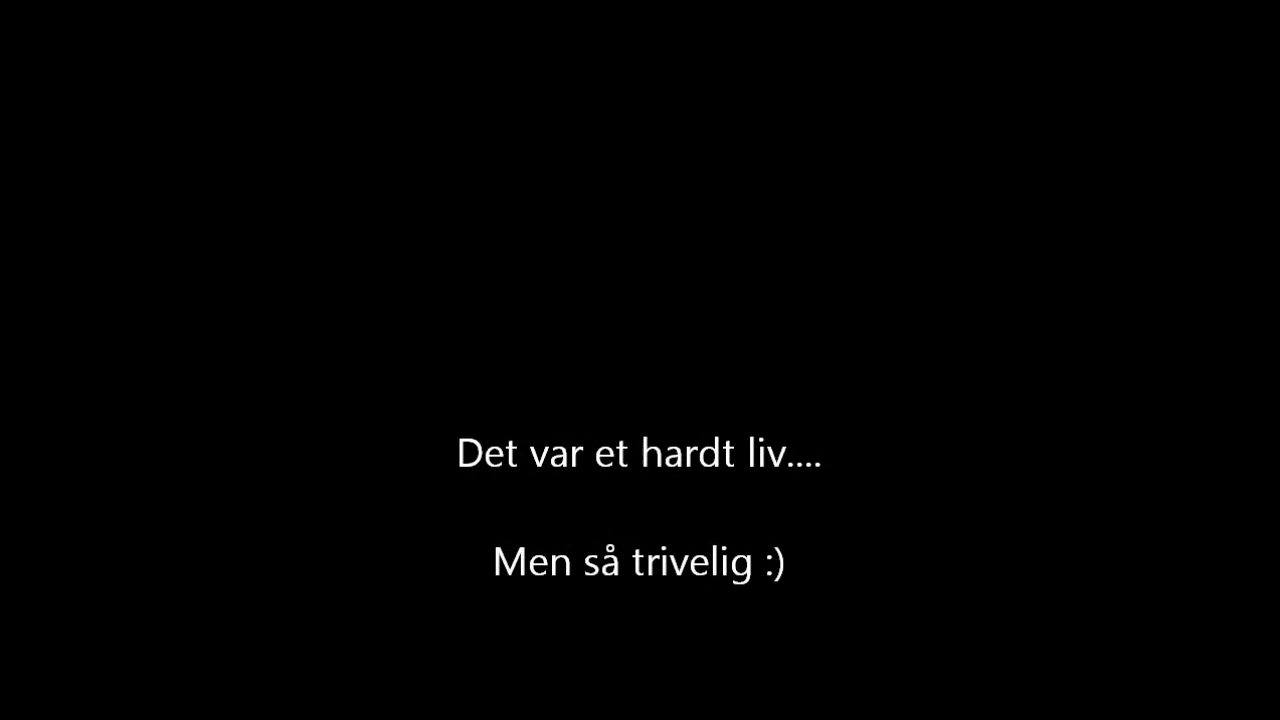 Det var et hardt liv....
Men så trivelig :)